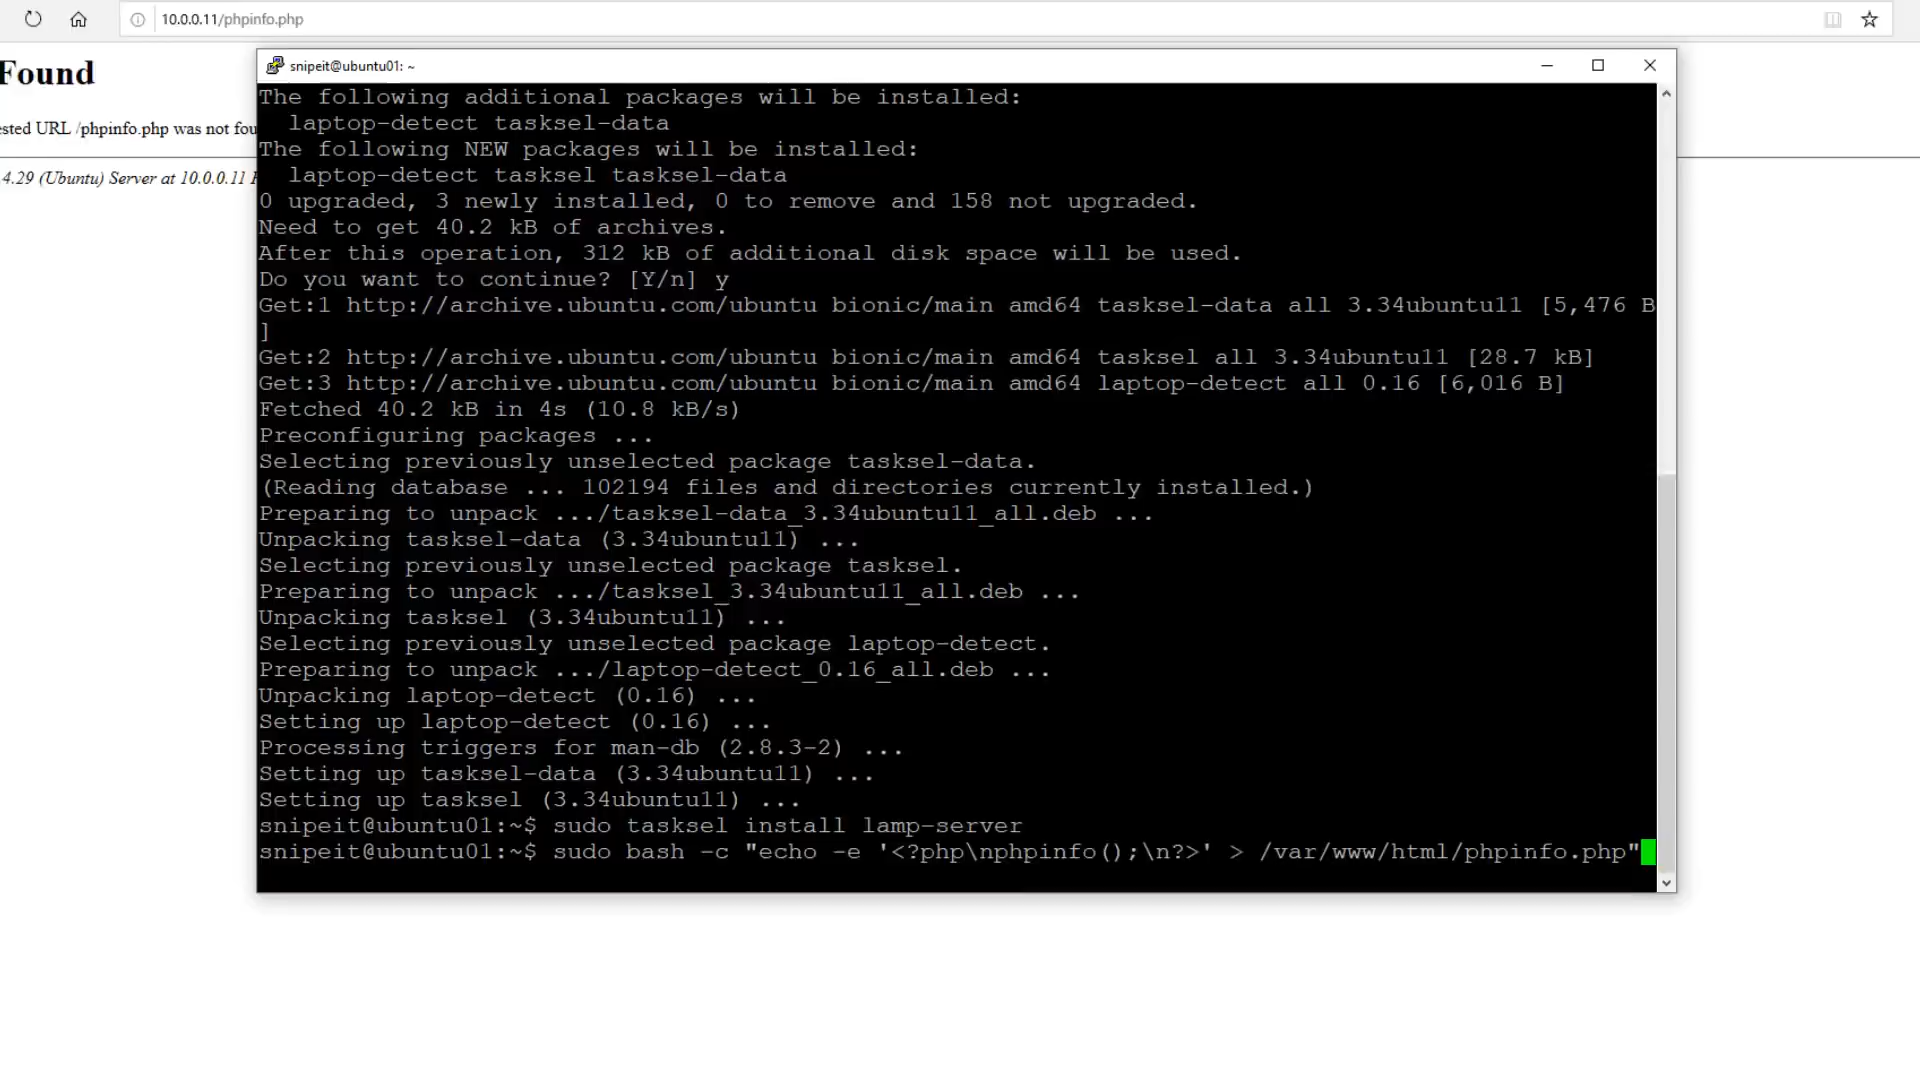 10.0.0.11/phpinfo.php
Found
ested URL /phpinfo.php was not fou
4.29 (Ubuntu) Server at 10.0.0.11
snipeit@ubuntu01: ~
The following additional packages will be installed:
  laptop-detect tasksel-data
The following NEW packages will be installed:
  laptop-detect tasksel tasksel-data
0 upgraded, 3 newly installed, 0 to remove and 158 not upgraded.
Need to get 40.2 kB of archives.
After this operation, 312 kB of additional disk space will be used.
Do you want to continue? [Y/n] y
Get:1 http://archive.ubuntu.com/ubuntu bionic/main amd64 tasksel-data all 3.34ubuntu11 [5,476 B
]
Get:2 http://archive.ubuntu.com/ubuntu bionic/main amd64 tasksel all 3.34ubuntu11 [28.7 kB]
Get:3 http://archive.ubuntu.com/ubuntu bionic/main amd64 laptop-detect all 0.16 [6,016 B]
Fetched 40.2 kB in 4s (10.8 kB/s)
Preconfiguring packages ...
Selecting previously unselected package tasksel-data.
(Reading database ... 102194 files and directories currently installed.)
Preparing to unpack .../tasksel-data_3.34ubuntu11_all.deb ...
Unpacking tasksel-data (3.34ubuntu11) ...
Selecting previously unselected package tasksel.
Preparing to unpack .../tasksel_3.34ubuntu11_all.deb ...
Unpacking tasksel (3.34ubuntu11) ...
Selecting previously unselected package laptop-detect.
Preparing to unpack .../laptop-detect_0.16_all.deb ...
Unpacking laptop-detect (0.16) ...
Setting up laptop-detect (0.16) ...
Processing triggers for man-db (2.8.3-2) ...
Setting up tasksel-data (3.34ubuntu11) ...
Setting up tasksel (3.34ubuntu11) ...
snipeit@ubuntu01:~$ sudo tasksel install lamp-server
snipeit@ubuntu01:~$ sudo bash -c "echo -e '<?php\nphpinfo();\n?>' > /var/www/html/phpinfo.php"